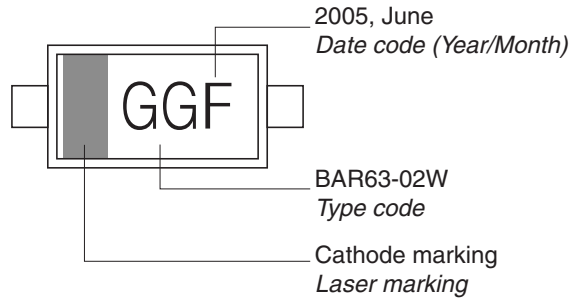 2005, June
Date code (Year/Month)
GGF
BAR63-02W
Type code
Cathode marking
Laser marking